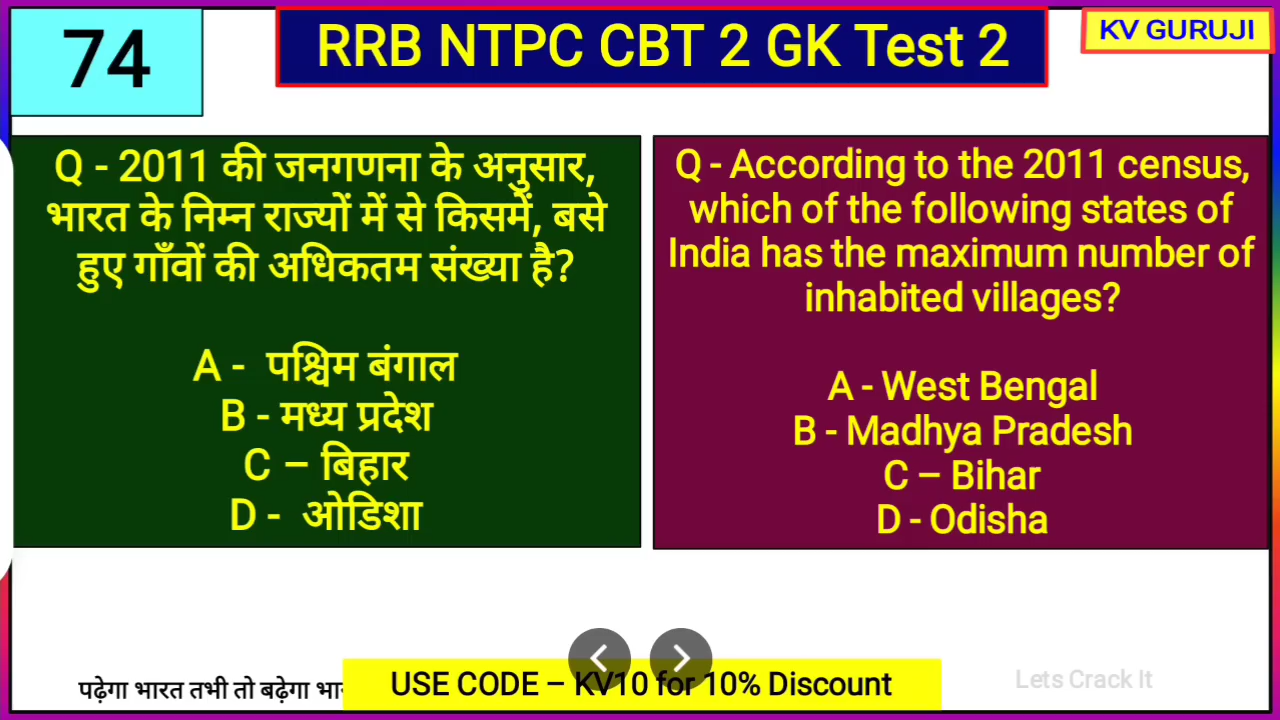 74
RRB NTPC CBT 2 GK Test 2
KV GURUJI
Q - 2011 की जनगणना के अनुसार,
भारत के निम्न राज्यों में से किसमें, बसे
हुए गाँवों की अधिकतम संख्या है?
A - पश्चिम बंगाल
B - मध्य प्रदेश
C – बिहार
D - ओडिशा
Q - According to the 2011 census,
which of the following states of
India has the maximum number of
inhabited villages?
A - West Bengal
B - Madhya Pradesh
C – Bihar
D - Odisha
पढ़ेगा भारत तभी तो बढ़ेगा
USE CODE – KV10 for 10% Discount
Lets Crack It